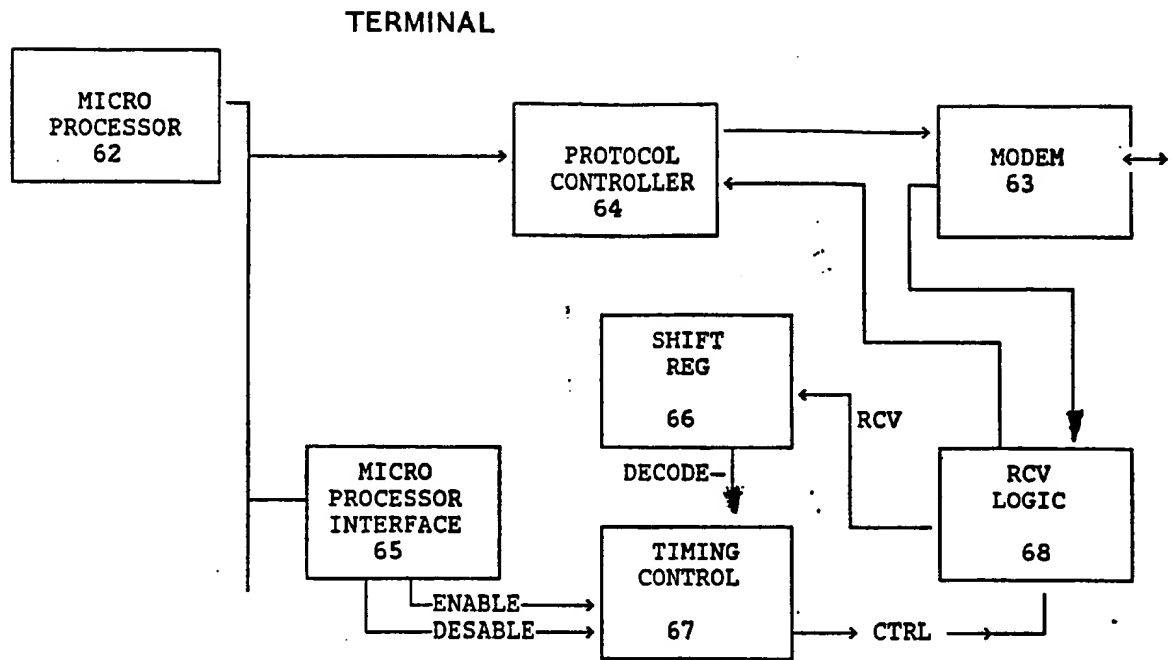 TERMINAL
MICRO
PROCESSOR
62
PROTOCOL
CONTROLLER
64
MODEM
63
SHIFT
REG
66
RCV
DECODE
MICRO
PROCESSOR
INTERFACE
65
RCV
LOGIC
68
TIMING
CONTROL
67
ENABLE
DESABLE
CTRL